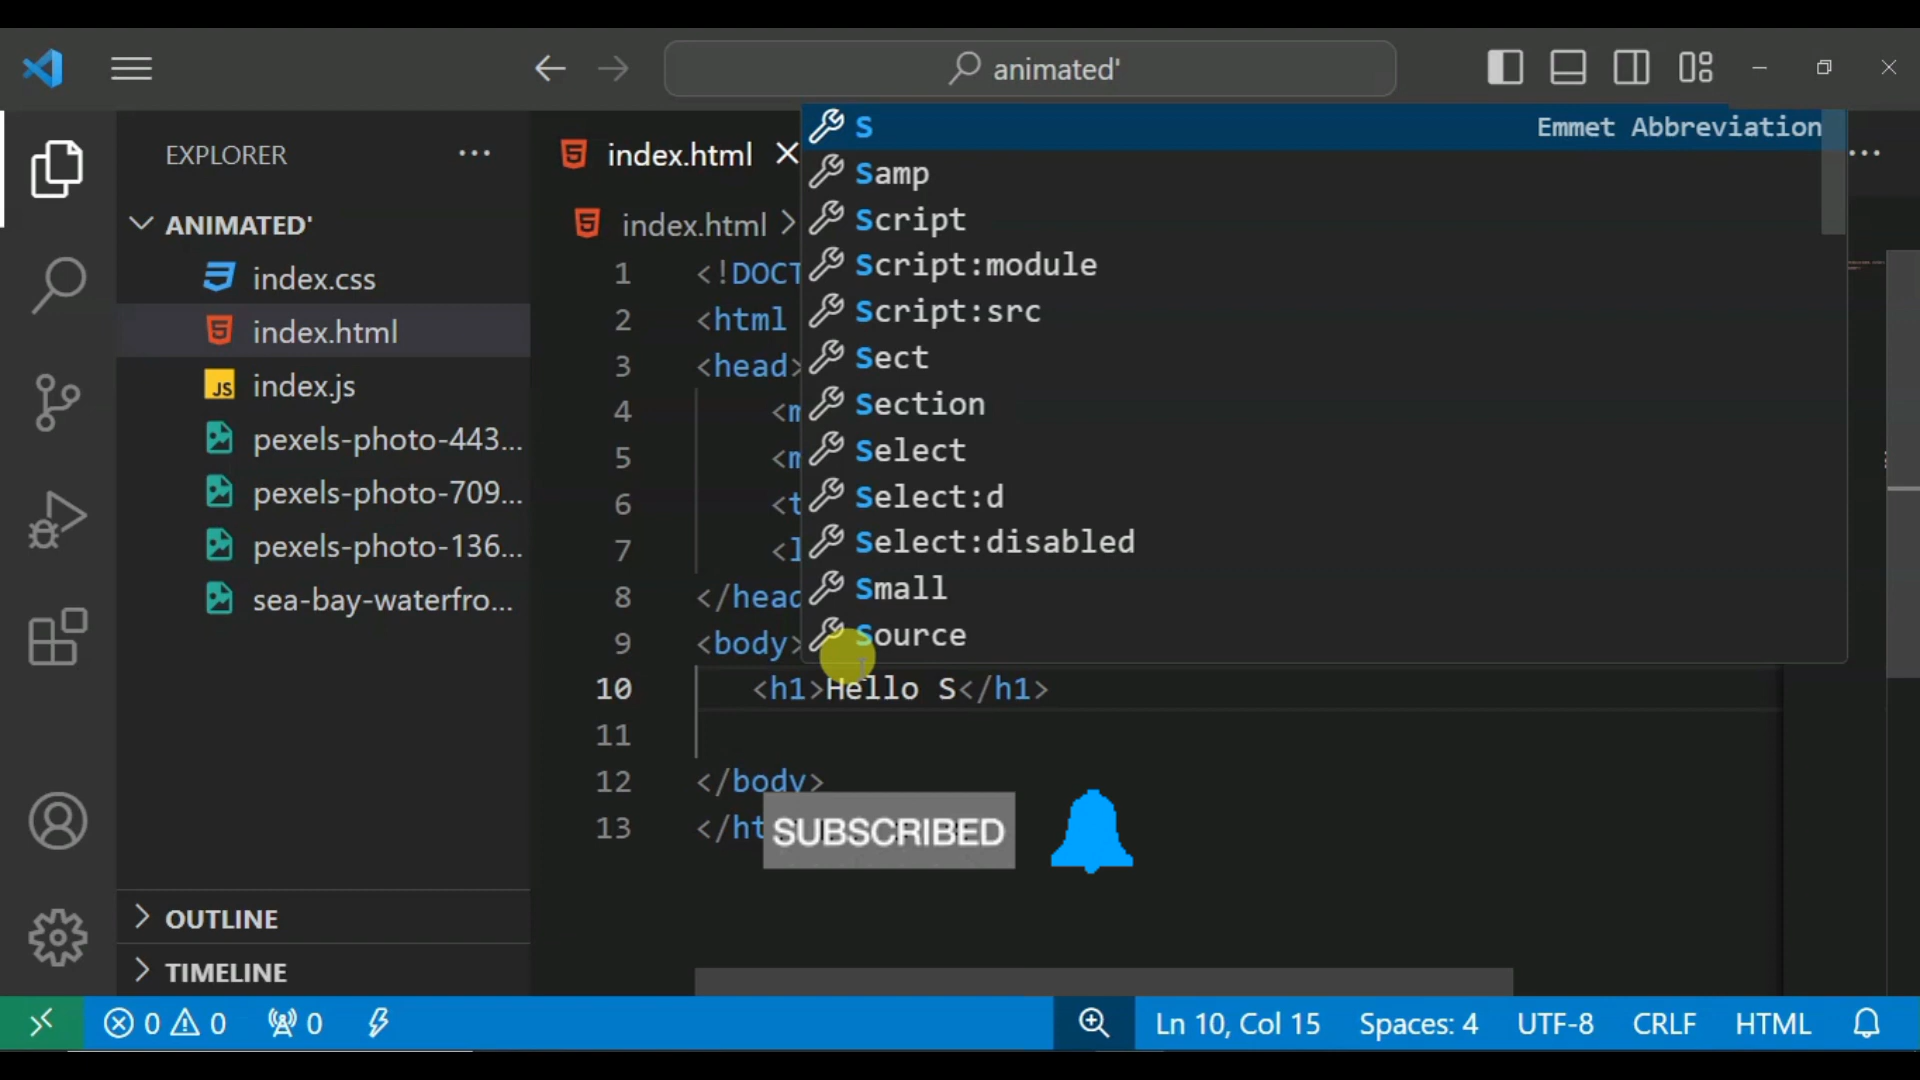 animated'
EXPLORER
index.html
ANIMATED'
index.css
index.html
index.js
pexels-photo-443...
pexels-photo-709...
pexels-photo-136...
sea-bay-waterfro...
OUTLINE
TIMELINE
index.html
S Emmet Abbreviation
Samp
Script
Script:module
Script:src
Sect
Section
Select
Select:d
Select:disabled
Small
Source
1 <!DOCT
2 <html
3 <head>
4 <m
5 <m
6 <t
7 <l
8 </head
9 <body>
10 <h1>Hello S</h1>
11
12 </body>
13 </ht
SUBSCRIBED
0 0 0 Ln 10, Col 15 Spaces: 4 UTF-8 CRLF HTML